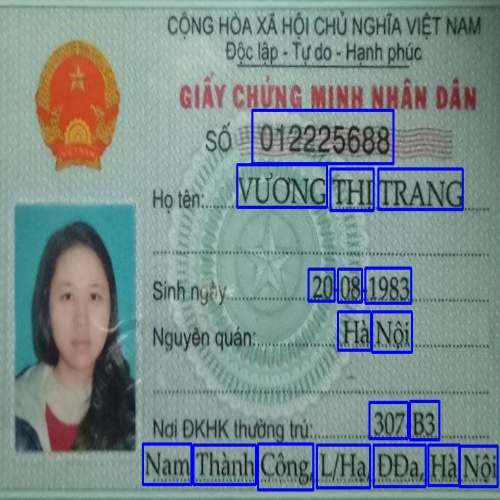 CỘNG HÒA XÃ HỘI CHỦ NGHĨA VIỆT NAM
Độc lập - Tự do - Hạnh phúc
GIẤY CHỨNG MINH NHÂN DÂN
SỐ 012225688
Họ tên: VƯƠNG THỊ TRANG
Sinh ngày 20-08-1983
Nguyên quán: Hà Nội
Nơi ĐKHK thường trú: 307 B3
Nam Thành Công, L/Hạ, ĐĐa, Hà Nội